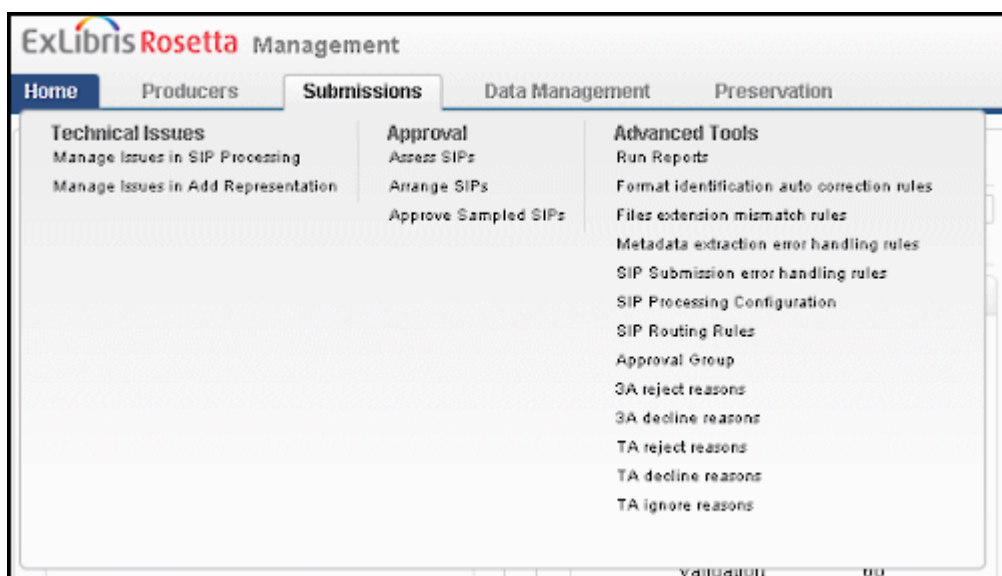 ExLibris Rosetta Management
Home Producers Submissions Data Management Preservation
Technical Issues
Manage Issues in SIP Processing
Manage Issues in Add Representation
Approval
Assess SIPs
Arrange SIPs
Approve Sampled SIPs
Advanced Tools
Run Reports
Format identification auto correction rules
Files extension mismatch rules
Metadata extraction error handling rules
SIP Submission error handling rules
SIP Processing Configuration
SIP Routing Rules
Approval Group
3A reject reasons
3A decline reasons
TA reject reasons
TA decline reasons
TA ignore reasons